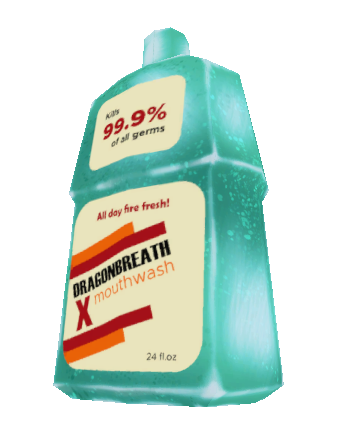 Kills
99.9%
of all germs
All day fire fresh!
DRAGONBREATH
X mouthwash
24 fl.oz